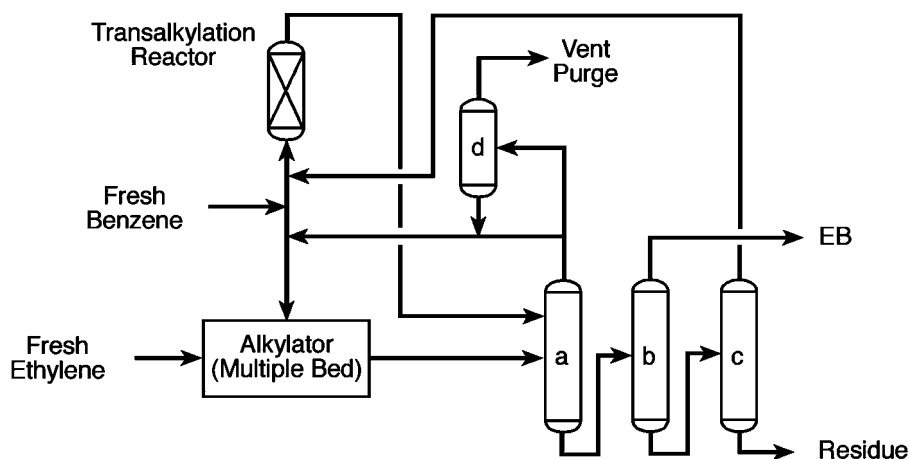 Transalkylation
Reactor
Vent
Purge
d
Fresh
Benzene
EB
Fresh
Ethylene
Alkylator
(Multiple Bed)
a
b
c
Residue